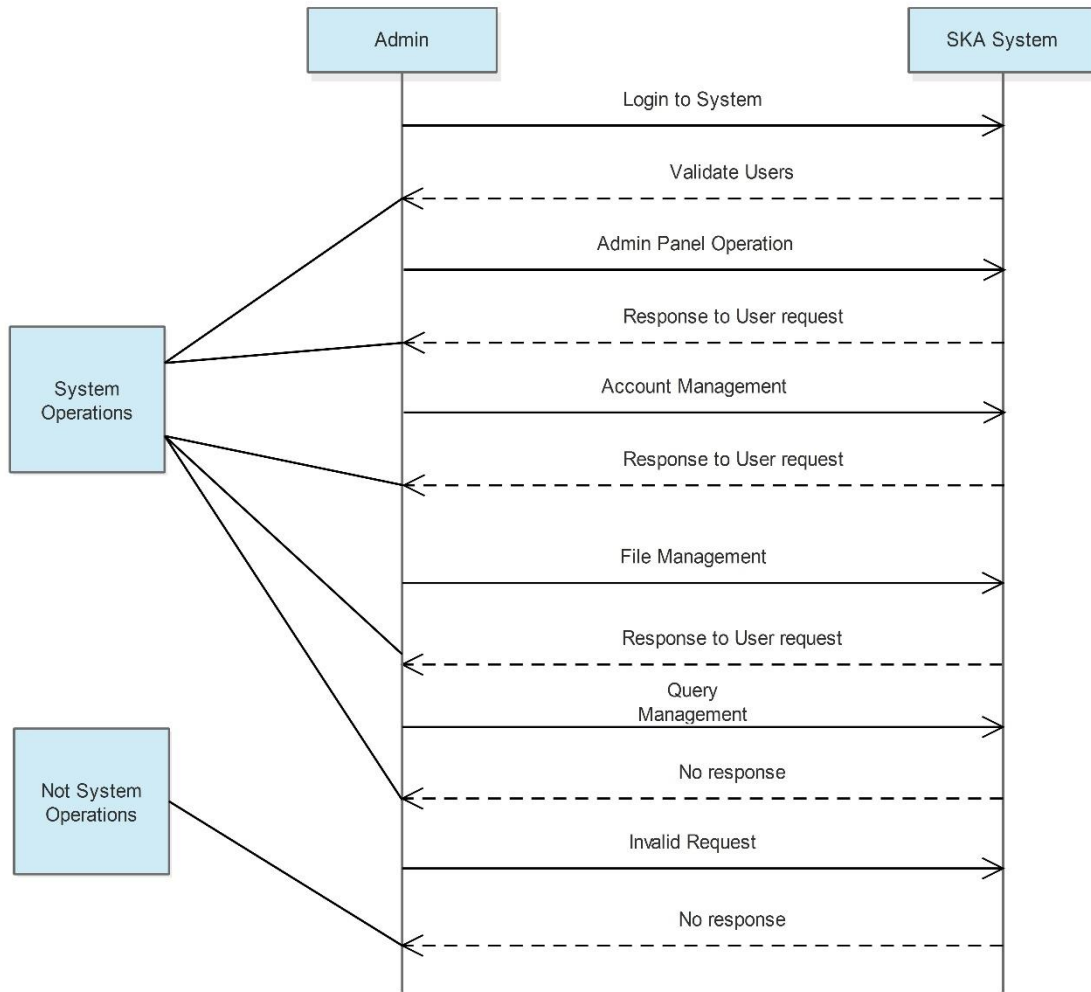 Admin
SKA System
Login to System
Validate Users
Admin Panel Operation
Response to User request
System
Operations
Account Management
Response to User request
File Management
Response to User request
Query
Management
Not System
Operations
No response
Invalid Request
No response